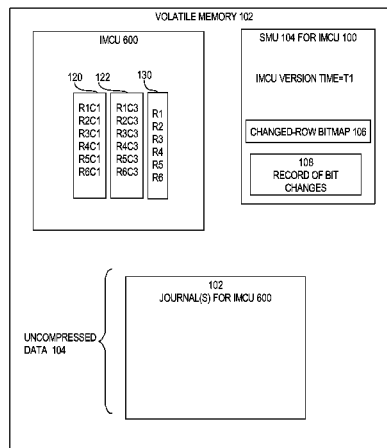 VOLATILE MEMORY 102
IMCU 600
120 122 130
R1C1
R2C1
R3C1
R4C1
R5C1
R6C1
R1C3
R2C3
R3C3
R4C3
R5C3
R6C3
R1
R2
R3
R4
R5
R6
SMU 104 FOR IMCU 100
IMCU VERSION TIME=T1
CHANGED-ROW BITMAP 106
108
RECORD OF BIT
CHANGES
UNCOMPRESSED
DATA 104
102
JOURNAL(S) FOR IMCU 600